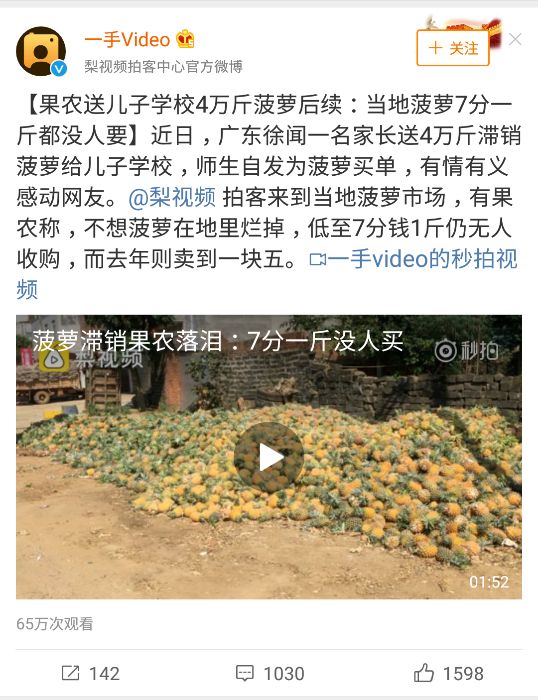 一手Video
＋ 关注
梨视频拍客中心官方微博
【果农送儿子学校4万斤菠萝后续：当地菠萝7分一
斤都没人要】近日，广东徐闻一名家长送4万斤滞销
菠萝给儿子学校，师生自发为菠萝买单，有情有义
感动网友。@梨视频 拍客来到当地菠萝市场，有果
农称，不想菠萝在地里烂掉，低至7分钱1斤仍无人
收购，而去年则卖到一块五。一手video的秒拍视
频
菠萝滞销果农落泪：7分一斤没人买
梨视频
秒拍
01:52
65万次观看
142
1030
1598